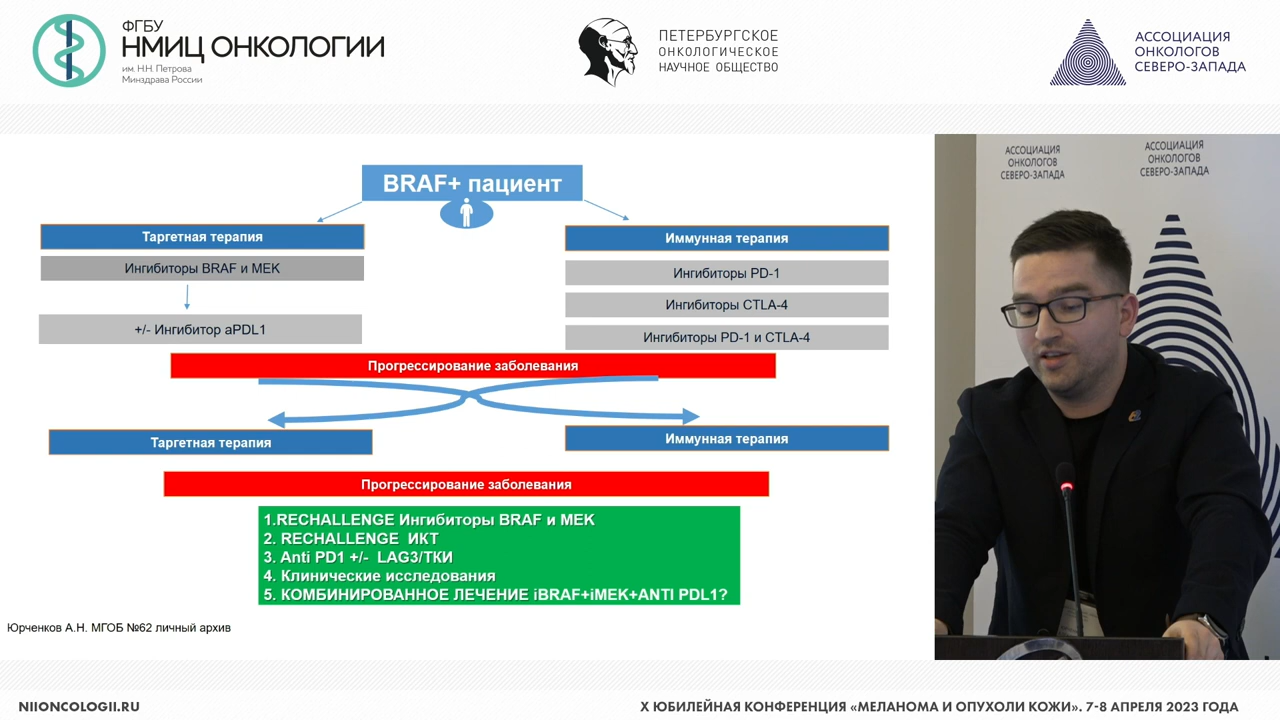 ФГБУ
НМИЦ ОНКОЛОГИИ
им. Н.Н. Петрова
Минздрава России
ПЕТЕРБУРГСКОЕ
ОНКОЛОГИЧЕСКОЕ
НАУЧНОЕ ОБЩЕСТВО
АССОЦИАЦИЯ
ОНКОЛОГОВ
СЕВЕРО-ЗАПАДА
BRAF+ пациент
Таргетная терапия
Ингибиторы BRAF и MEK
+/- Ингибитор aPDL1
Иммунная терапия
Ингибиторы PD-1
Ингибиторы CTLA-4
Ингибиторы PD-1 и CTLA-4
Прогрессирование заболевания
Таргетная терапия
Иммунная терапия
Прогрессирование заболевания
1.RECHALLENGE Ингибиторы BRAF и MEK
2. RECHALLENGE ИКТ
3. Anti PD1 +/- LAG3/ТКИ
4. Клинические исследования
5. КОМБИНИРОВАННОЕ ЛЕЧЕНИЕ iBRAF+iMEK+ANTI PDL1?
Юрченков А.Н. МГОБ №62 личный архив
АССОЦИАЦИЯ
ОНКОЛОГОВ
СЕВЕРО-ЗАПАДА
АССОЦИАЦИЯ
ОНКОЛОГОВ
СЕВЕРО-ЗАПАДА
NIIONCOLOGII.RU
X ЮБИЛЕЙНАЯ КОНФЕРЕНЦИЯ «МЕЛАНОМА И ОПУХОЛИ КОЖИ». 7-8 АПРЕЛЯ 2023 ГОДА